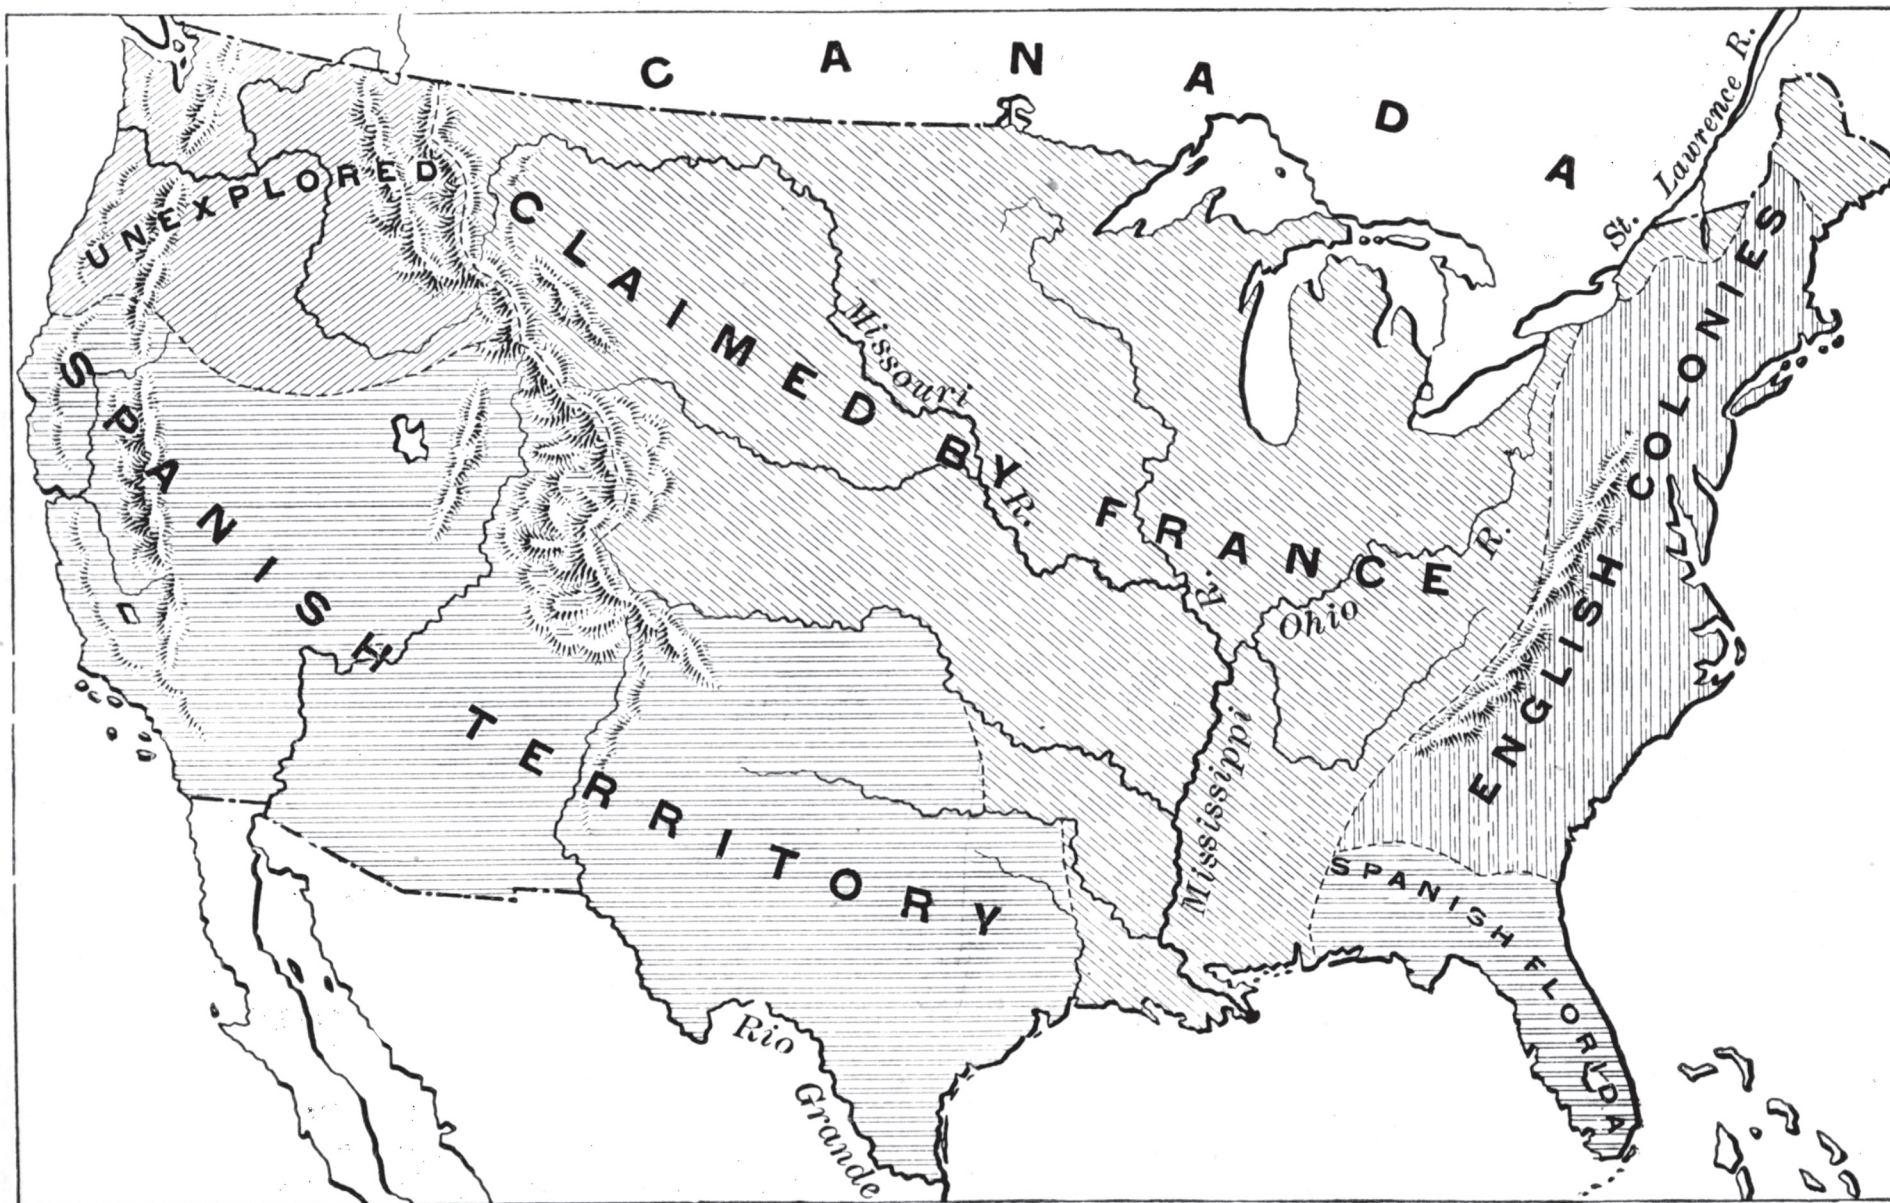 CANADA
St. Lawrence R.
UNEXPLORED
CLAIMED BY FRANCE
Missouri R.
SPANISH TERRITORY
ENGLISH COLONIES
Ohio R.
R.
Mississippi
SPANISH FLORIDA
Rio Grande